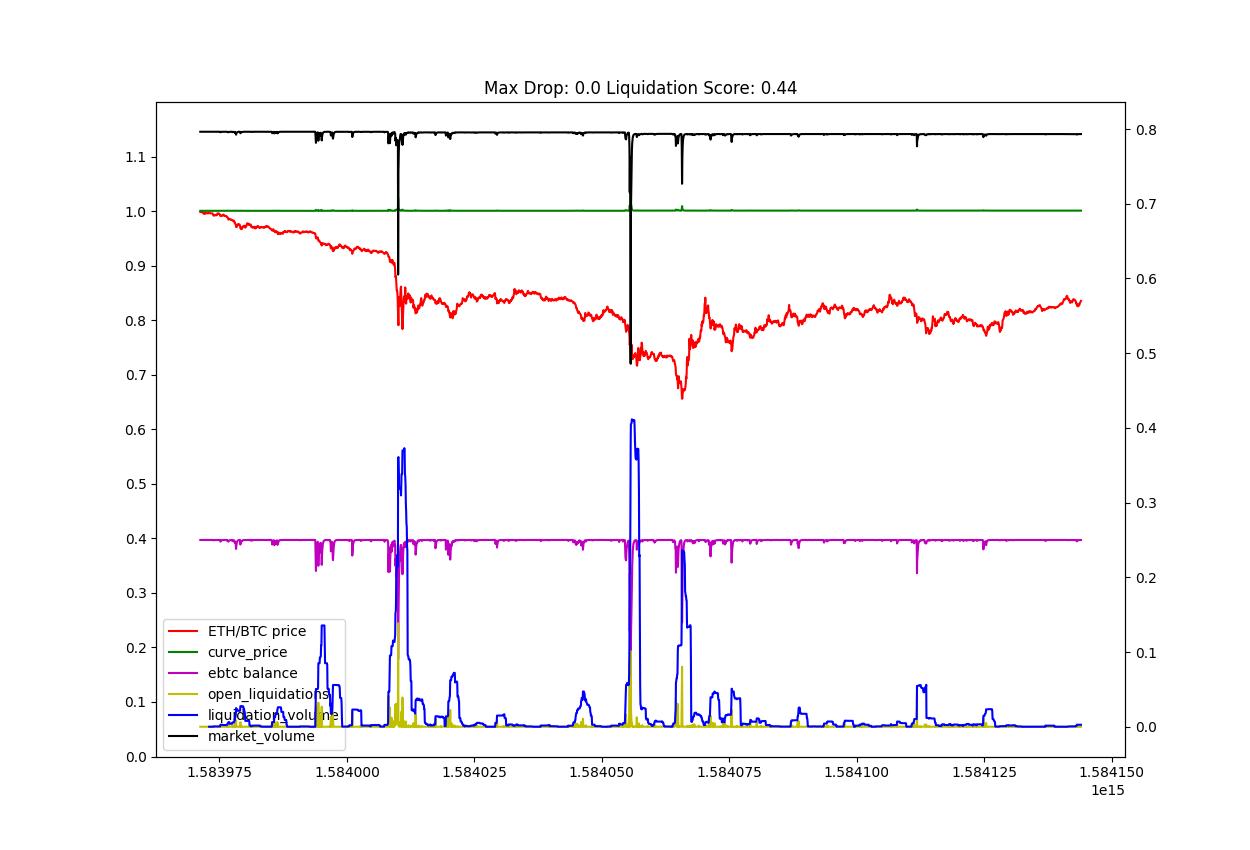 Max Drop: 0.0 Liquidation Score: 0.44
1.1
1.0
0.9
0.8
0.7
0.6
0.5
0.4
0.3
0.2
0.1
0.0
0.8
0.7
0.6
0.5
0.4
0.3
0.2
0.1
0.0
ETH/BTC price
curve_price
ebtc balance
open_liquidations
liquidation_volume
market_volume
1.583975 1.584000 1.584025 1.584050 1.584075 1.584100 1.584125 1.584150
1e15